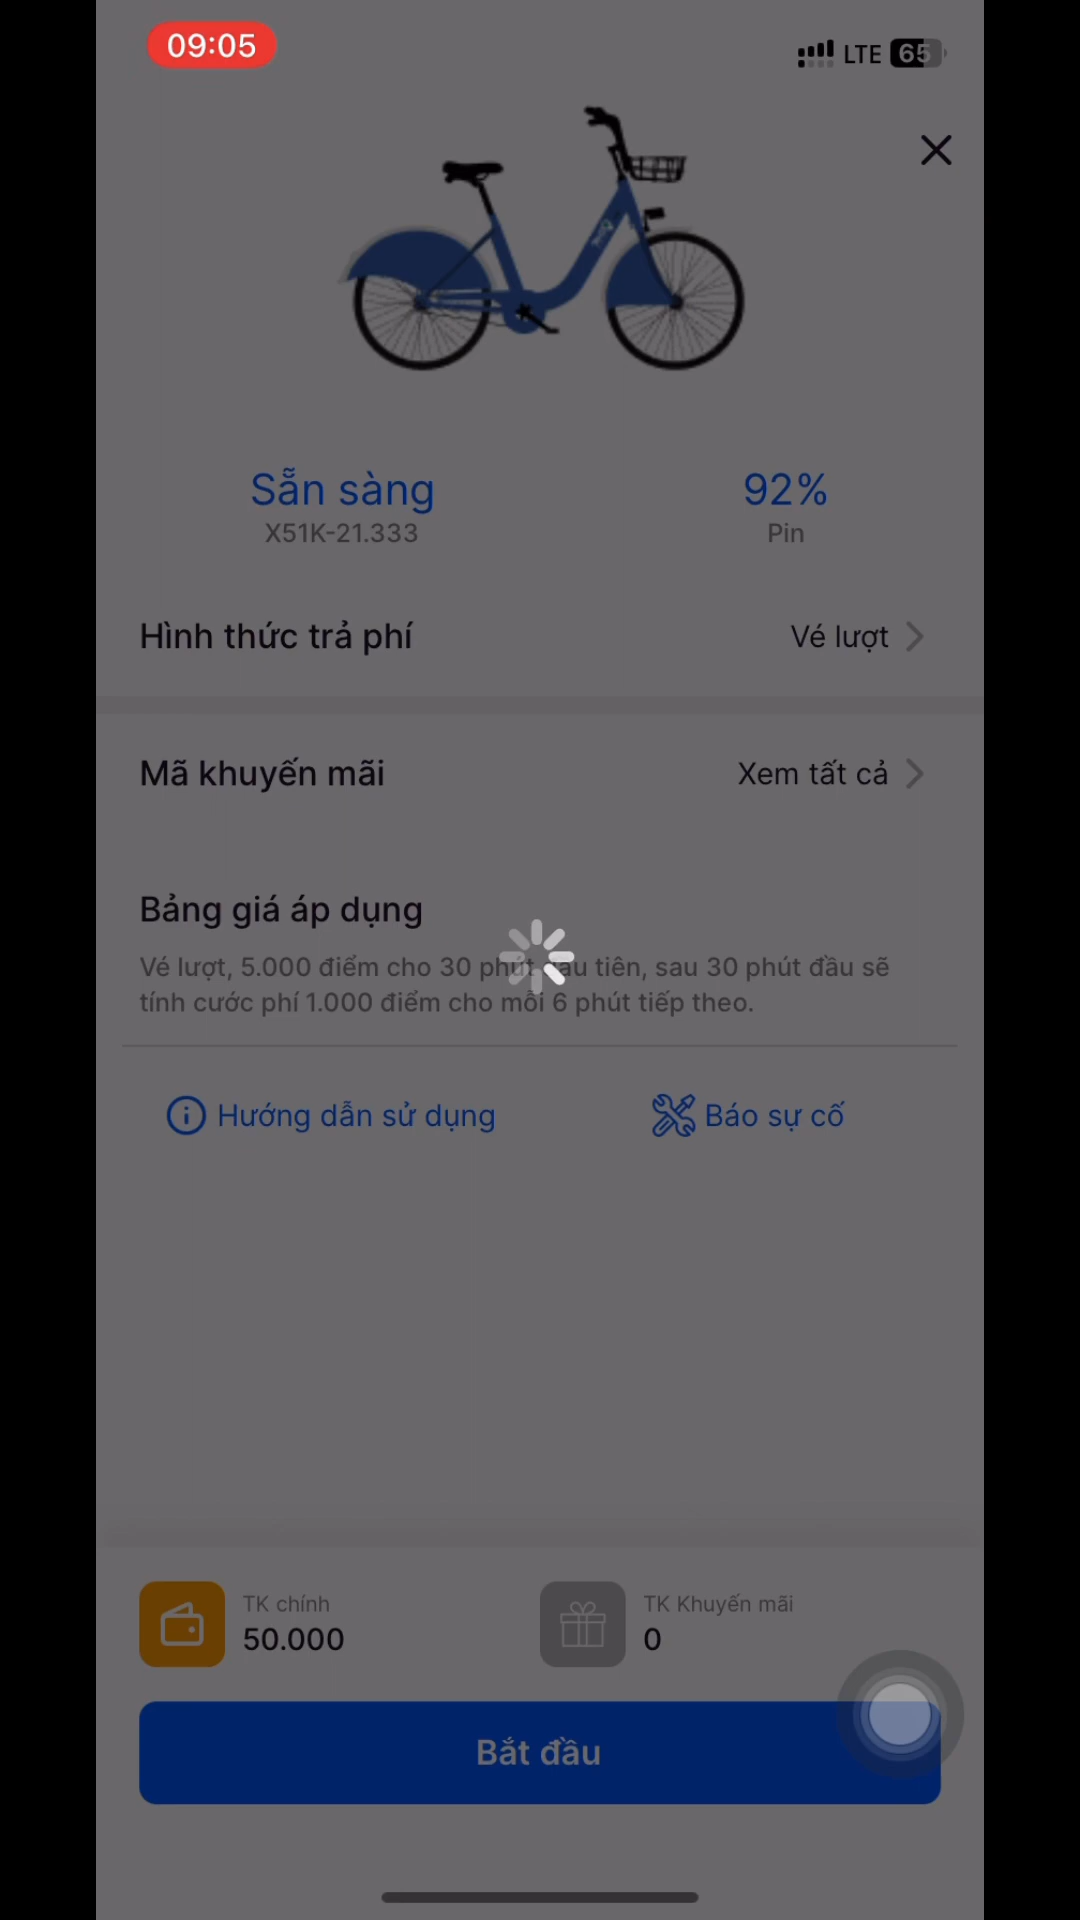 09:05
LTE 65
Sẵn sàng
92%
X51K-21.333
Pin
Hình thức trả phí
Vé lượt
Mã khuyến mãi
Xem tất cả
Bảng giá áp dụng
Vé lượt, 5.000 điểm cho 30 phút đầu tiên, sau 30 phút đầu sẽ
tính cước phí 1.000 điểm cho mỗi 6 phút tiếp theo.
Hướng dẫn sử dụng
Báo sự cố
TK chính
50.000
TK Khuyến mãi
0
Bắt đầu